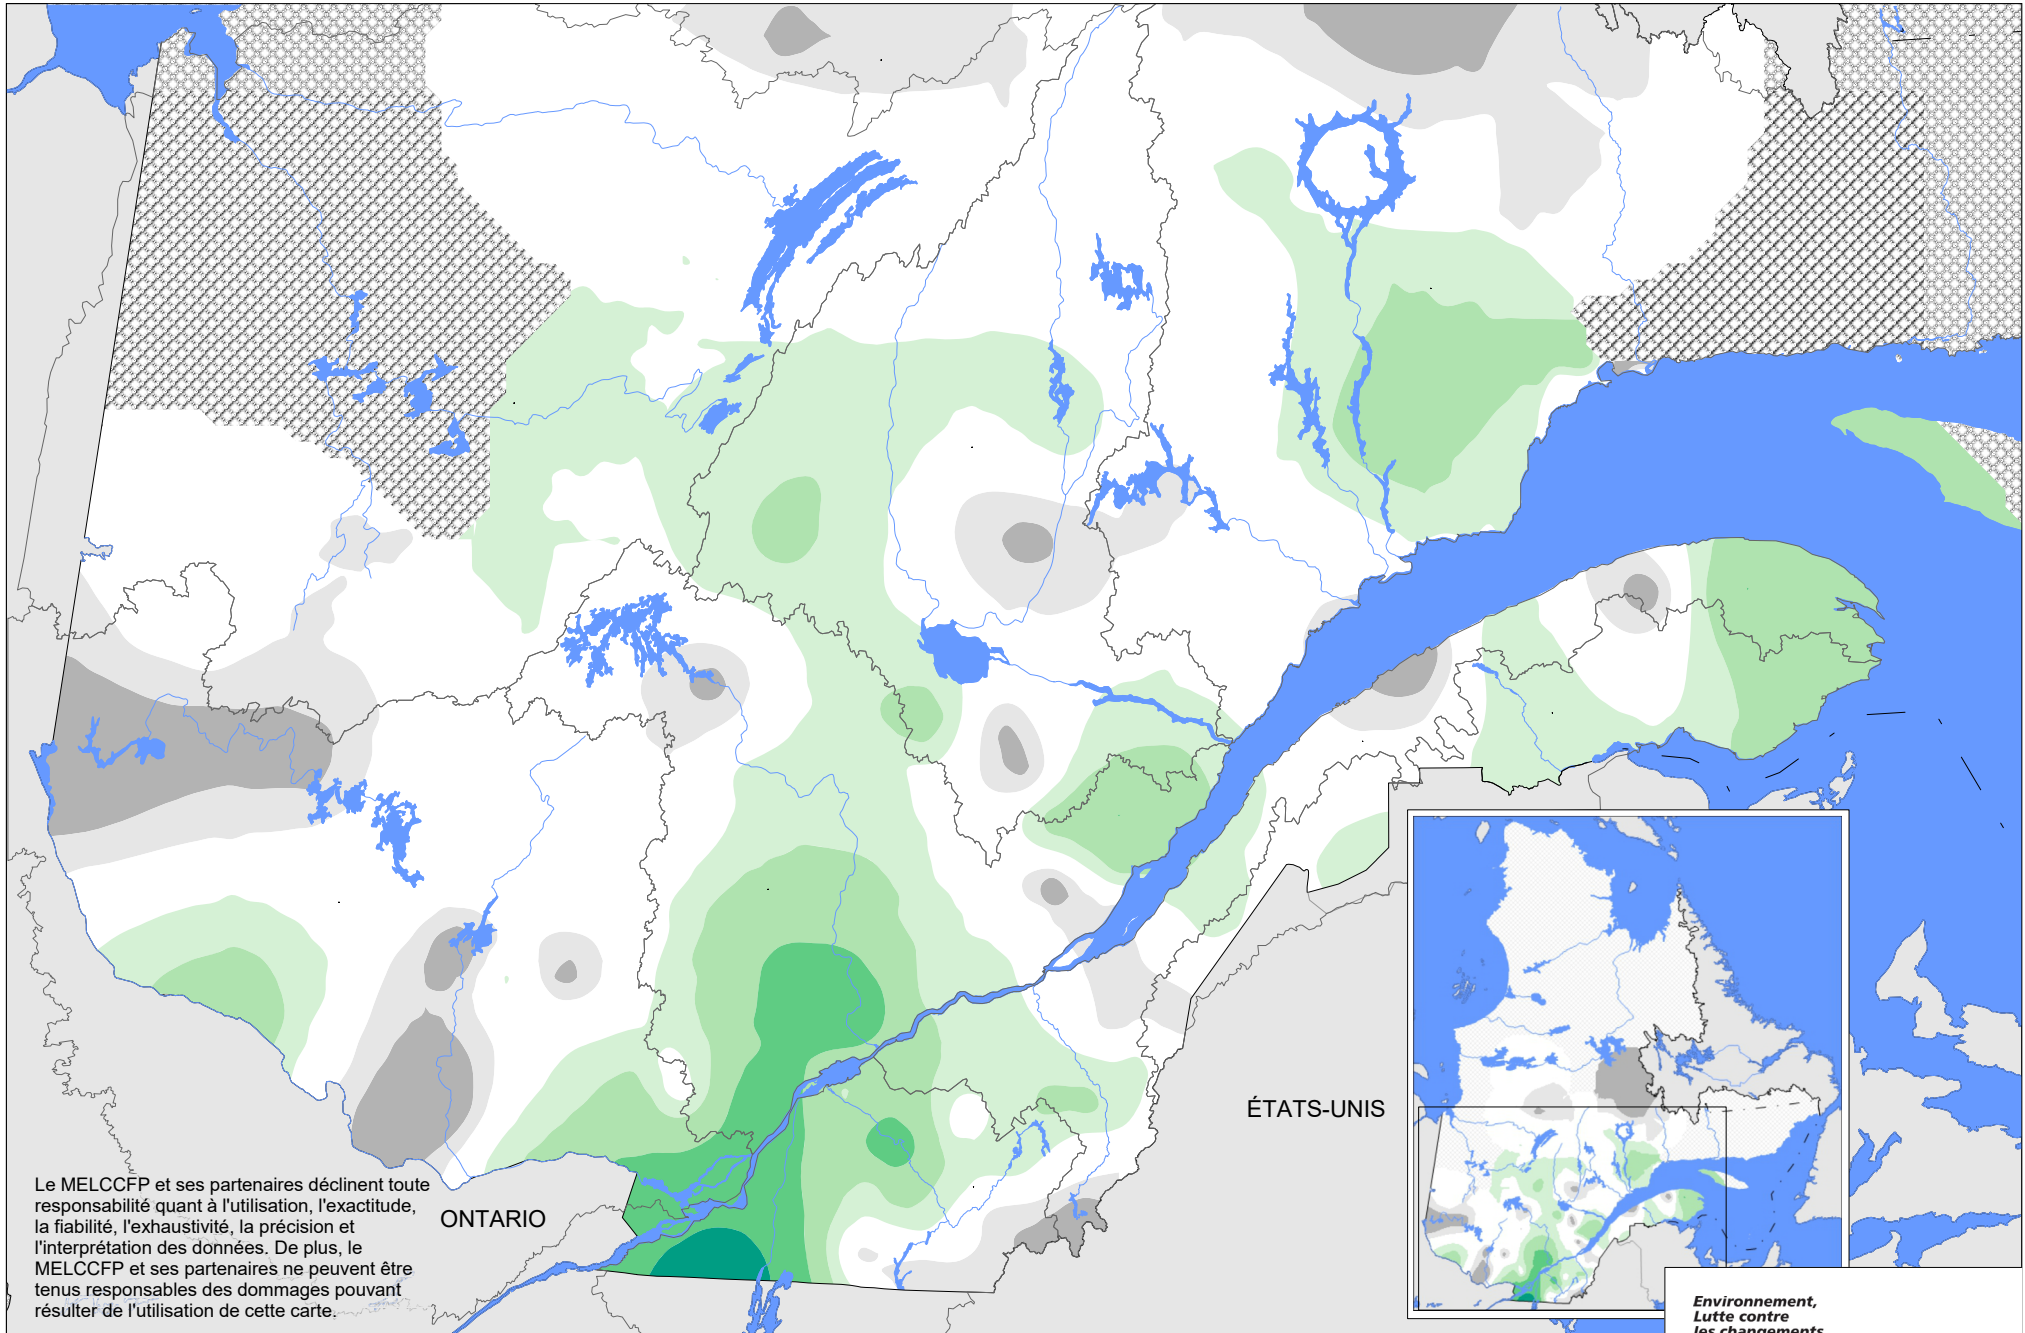 ÉTATS-UNIS
Le MELCCFP et ses partenaires déclinent toute
responsabilité quant à l'utilisation, l'exactitude,
la fiabilité, l'exhaustivité, la précision et
l'interprétation des données. De plus, le
MELCCFP et ses partenaires ne peuvent être
tenus responsables des dommages pouvant
résulter de l'utilisation de cette carte.
ONTARIO
Environnement,
Lutte contre
les changements